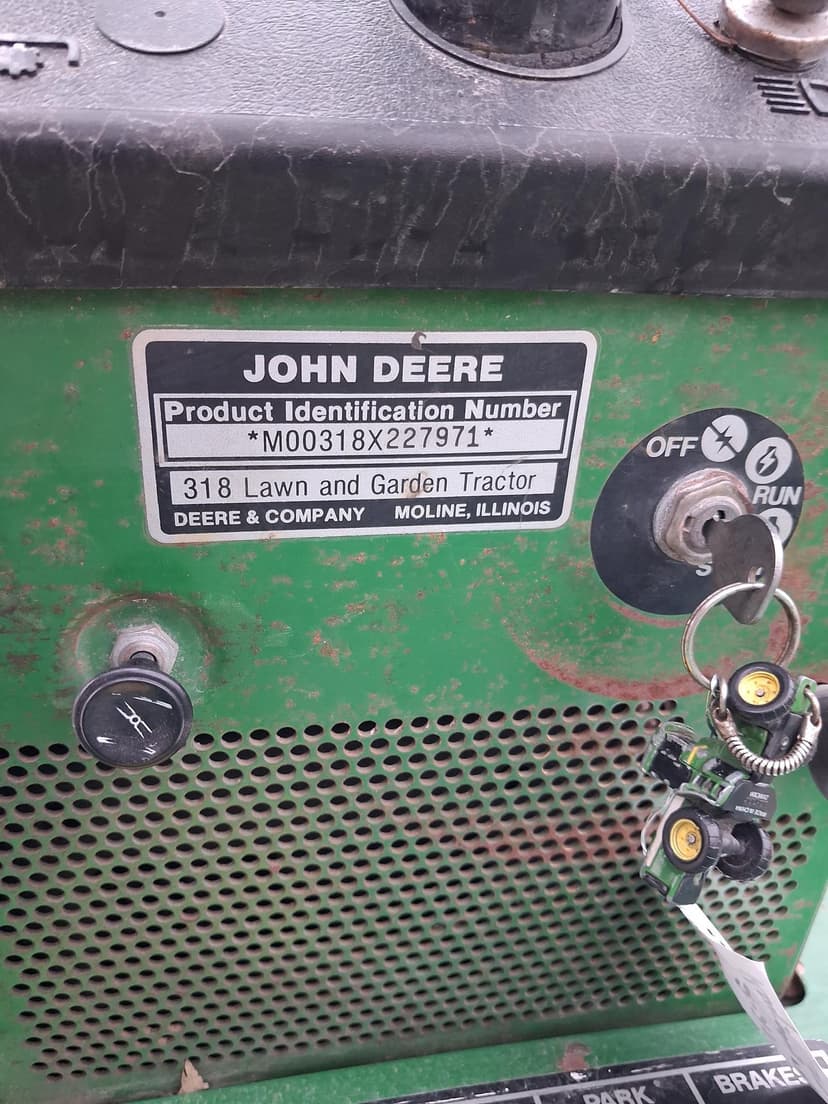 JOHN DEERE
Product Identification Number
*M00318X227971*
318 Lawn and Garden Tractor
DEERE & COMPANY MOLINE, ILLINOIS
OFF
RUN
PARK
BRAKES